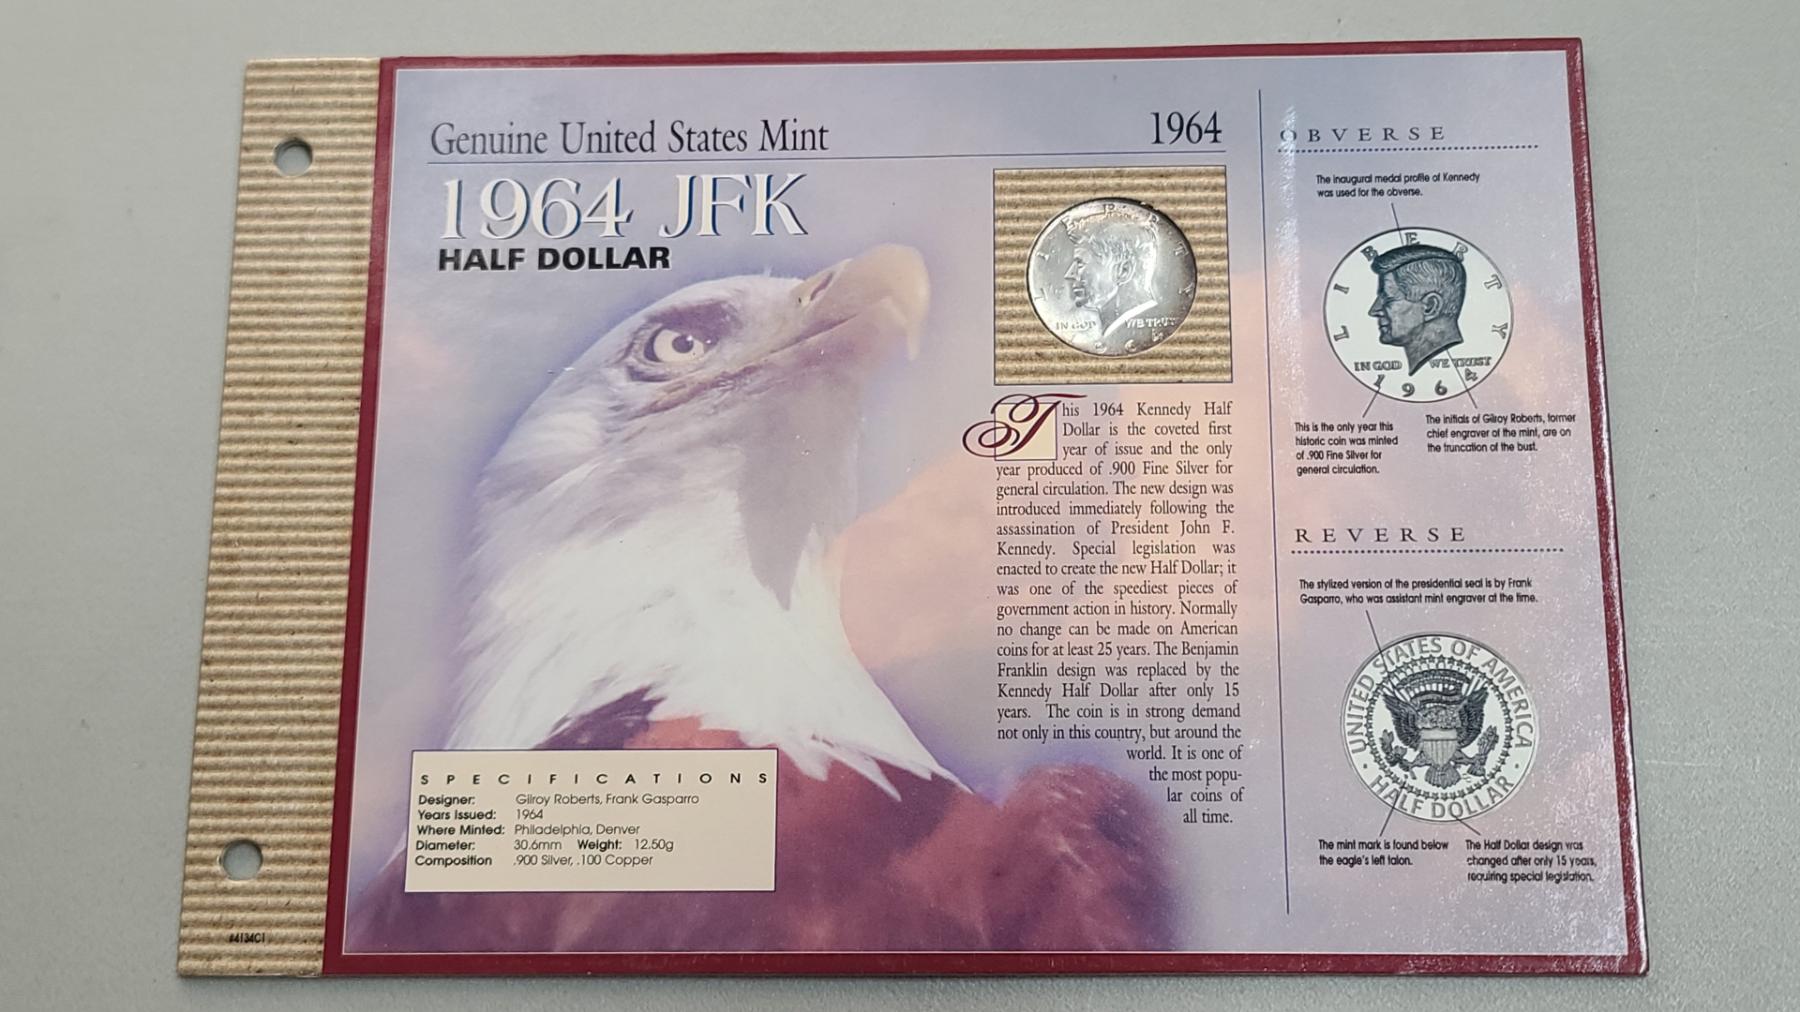 Genuine United States Mint
1964
1964 JFK
HALF DOLLAR
LIBERTY
IN GOD WE TRUST
1964
This 1964 Kennedy Half
Dollar is the coveted first
year of issue and the only
year produced of .900 Fine Silver for
general circulation. The new design was
introduced immediately following the
assassination of President John F.
Kennedy. Special legislation was
enacted to create the new Half Dollar; it
was one of the speediest pieces of
government action in history. Normally
no change can be made on American
coins for at least 25 years. The Benjamin
Franklin design was replaced by the
Kennedy Half Dollar after only 15
years. The coin is in strong demand
not only in this country, but around the
world. It is one of
the most popu-
lar coins of
all time.
SPECIFICATIONS
Designer: Gilroy Roberts, Frank Gasparro
Years Issued: 1964
Where Minted: Philadelphia, Denver
Diameter: 30.6mm Weight: 12.50g
Composition .900 Silver, .100 Copper
#4134C1
OBVERSE
The inaugural medal profile of Kennedy
was used for the obverse.
LIBERTY
IN GOD WE TRUST
1964
This is the only year this
historic coin was minted
of .900 Fine Silver for
general circulation.
The initials of Gilroy Roberts, former
chief engraver of the mint, are on
the truncation of the bust.
REVERSE
The stylized version of the presidential seal is by Frank
Gasparro, who was assistant mint engraver at the time.
UNITED STATES OF AMERICA
HALF DOLLAR
The mint mark is found below
the eagle's left talon.
The Half Dollar design was
changed after only 15 years,
requiring special legislation.